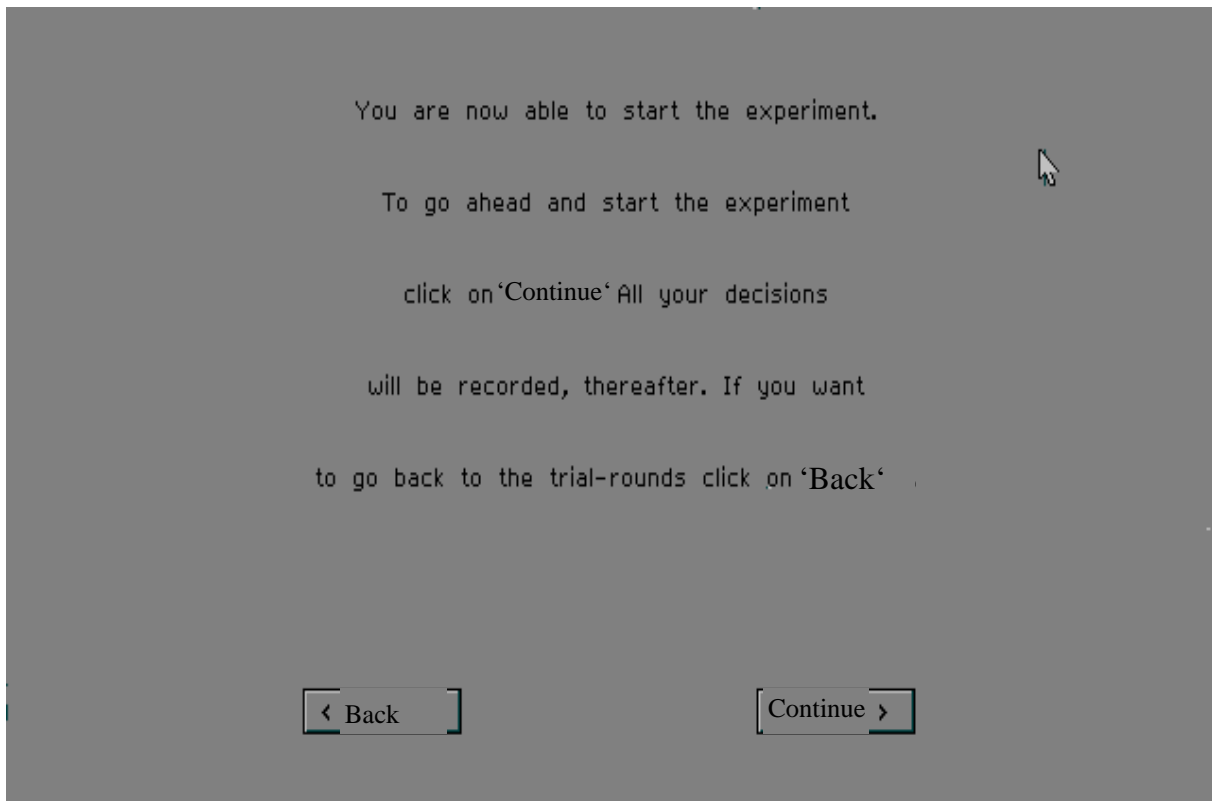 You are now able to start the experiment.
To go ahead and start the experiment
click on ‘Continue‘ All your decisions
will be recorded, thereafter. If you want
to go back to the trial-rounds click on ‘Back‘
< Back
Continue >